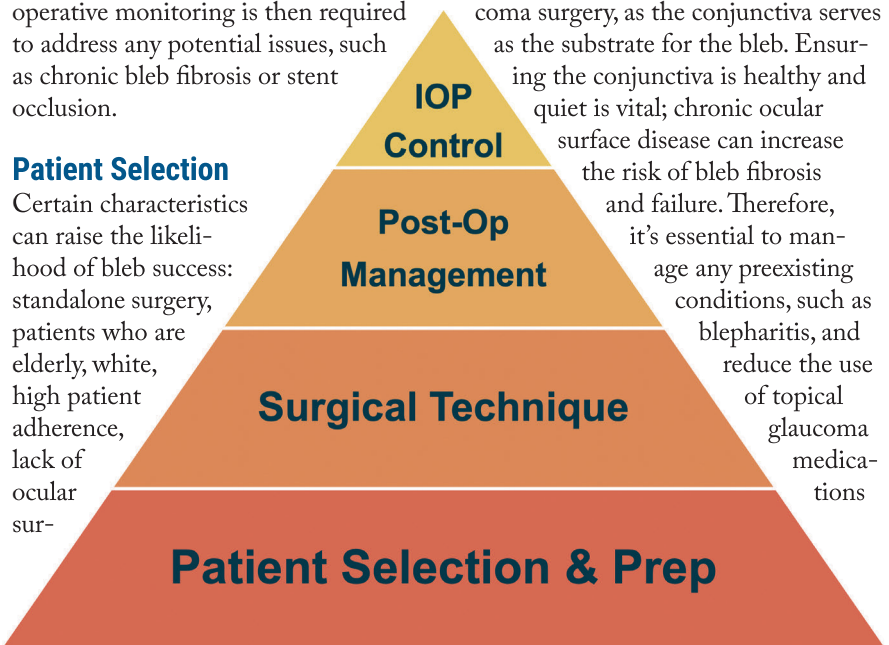 operative monitoring is then required
to address any potential issues, such
as chronic bleb fibrosis or stent
occlusion.
Patient Selection
Certain characteristics
can raise the likeli-
hood of bleb success:
standalone surgery,
patients who are
elderly, white,
high patient
adherence,
lack of
ocular
sur-
IOP
Control
Post-Op
Management
Surgical Technique
Patient Selection & Prep
coma surgery, as the conjunctiva serves
as the substrate for the bleb. Ensur-
ing the conjunctiva is healthy and
quiet is vital; chronic ocular
surface disease can increase
the risk of bleb fibrosis
and failure. Therefore,
it’s essential to man-
age any preexisting
conditions, such as
blepharitis, and
reduce the use
of topical
glaucoma
medica-
tions